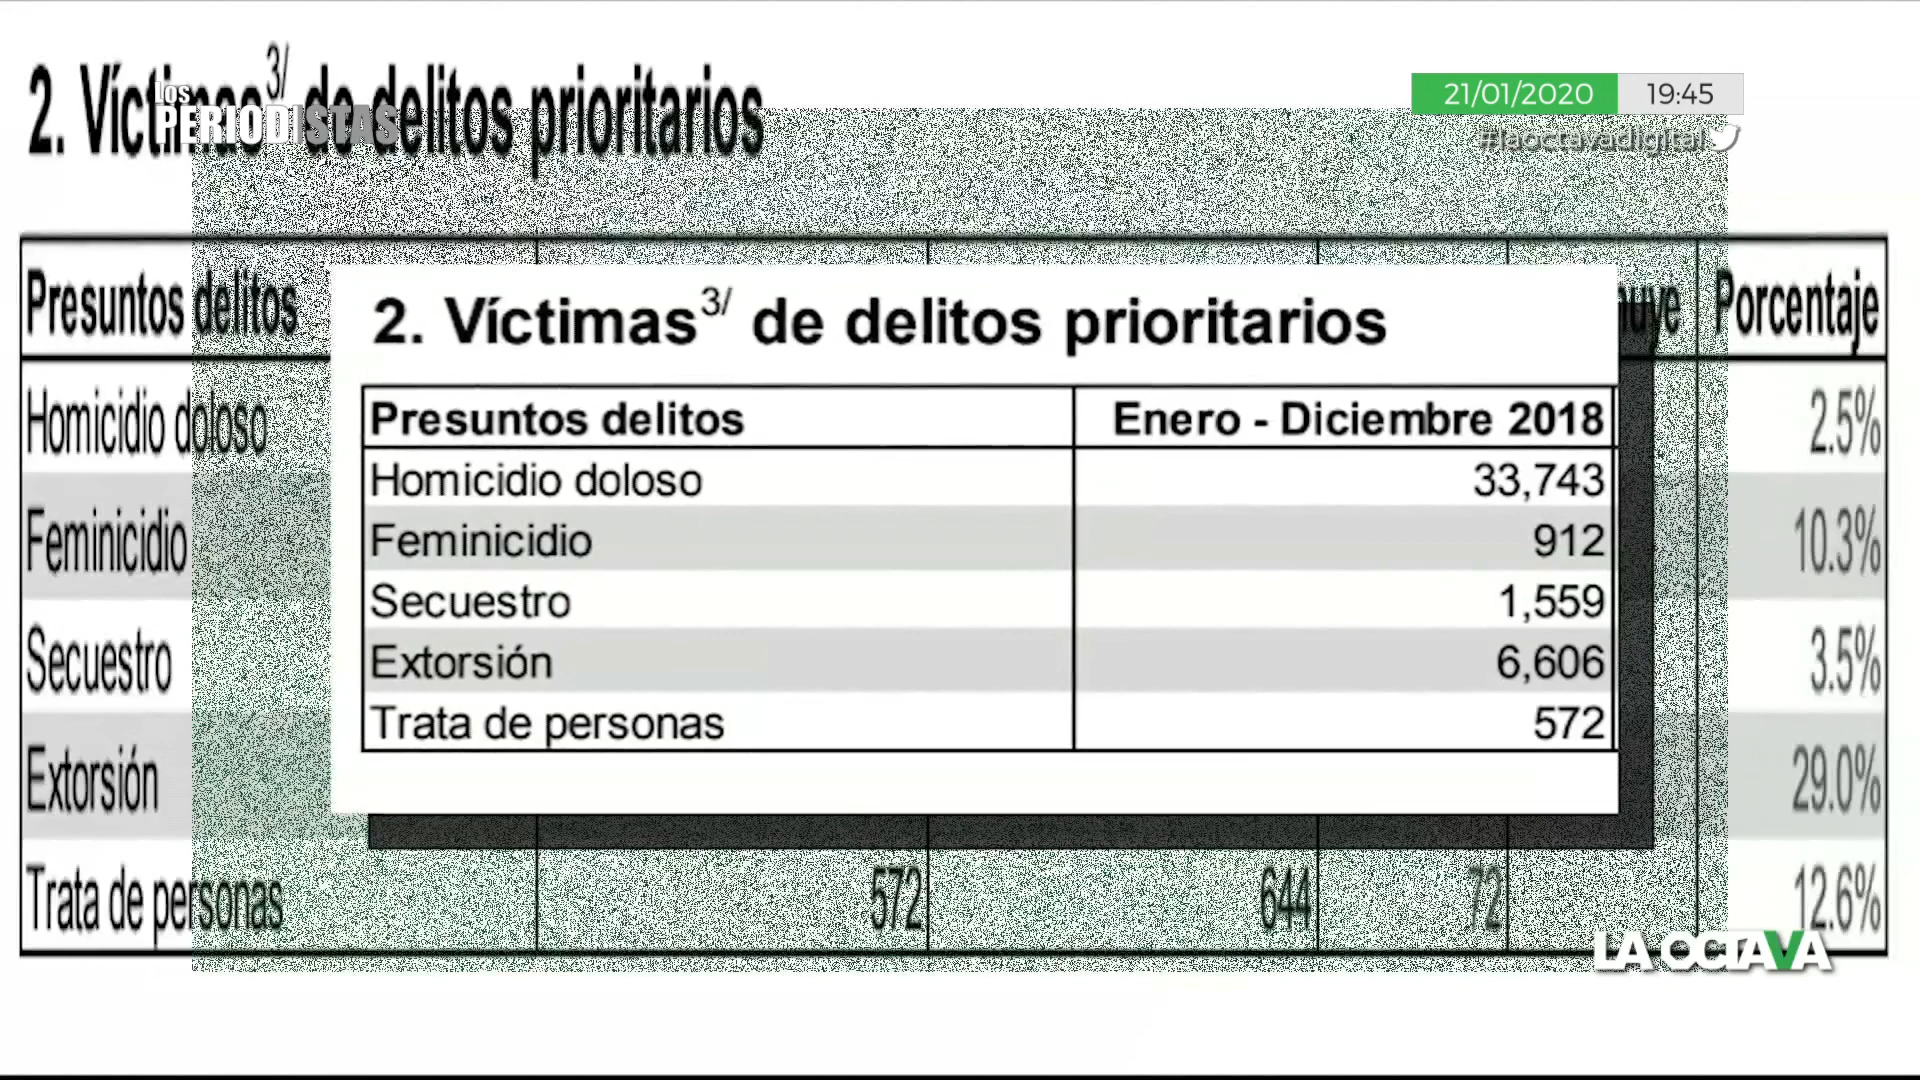 2. Víctimas3/ de delitos prioritarios
LOS
PERIODISTAS
21/01/2020 19:45
#laoctavadigital
Presuntos delitos Porcentaje
Homicidio doloso 2.5%
Feminicidio 10.3%
Secuestro 3.5%
Extorsión 29.0%
Trata de personas 572 644 72 12.6%
2. Víctimas3/ de delitos prioritarios
Presuntos delitos Enero - Diciembre 2018
Homicidio doloso 33,743
Feminicidio 912
Secuestro 1,559
Extorsión 6,606
Trata de personas 572
LA OCTAVA